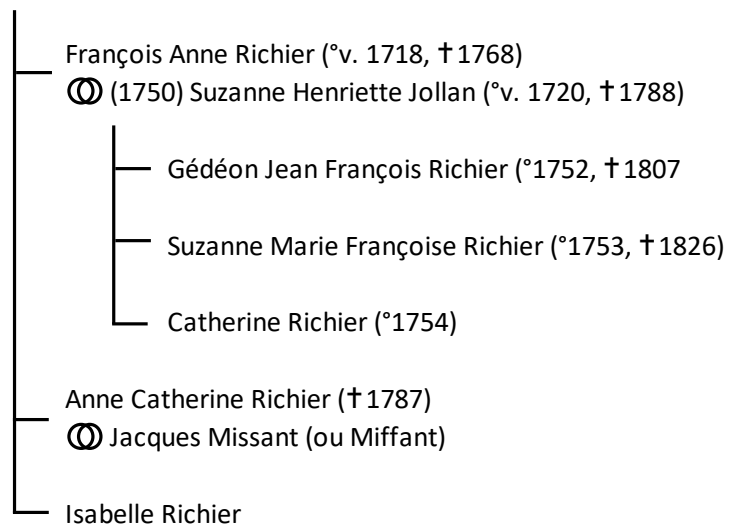 François Anne Richier (°v. 1718, ✝1768)
⚭ (1750) Suzanne Henriette Jollan (°v. 1720, ✝1788)
Gédéon Jean François Richier (°1752, ✝1807
Suzanne Marie Françoise Richier (°1753, ✝1826)
Catherine Richier (°1754)
Anne Catherine Richier (✝1787)
⚭ Jacques Missant (ou Miffant)
Isabelle Richier